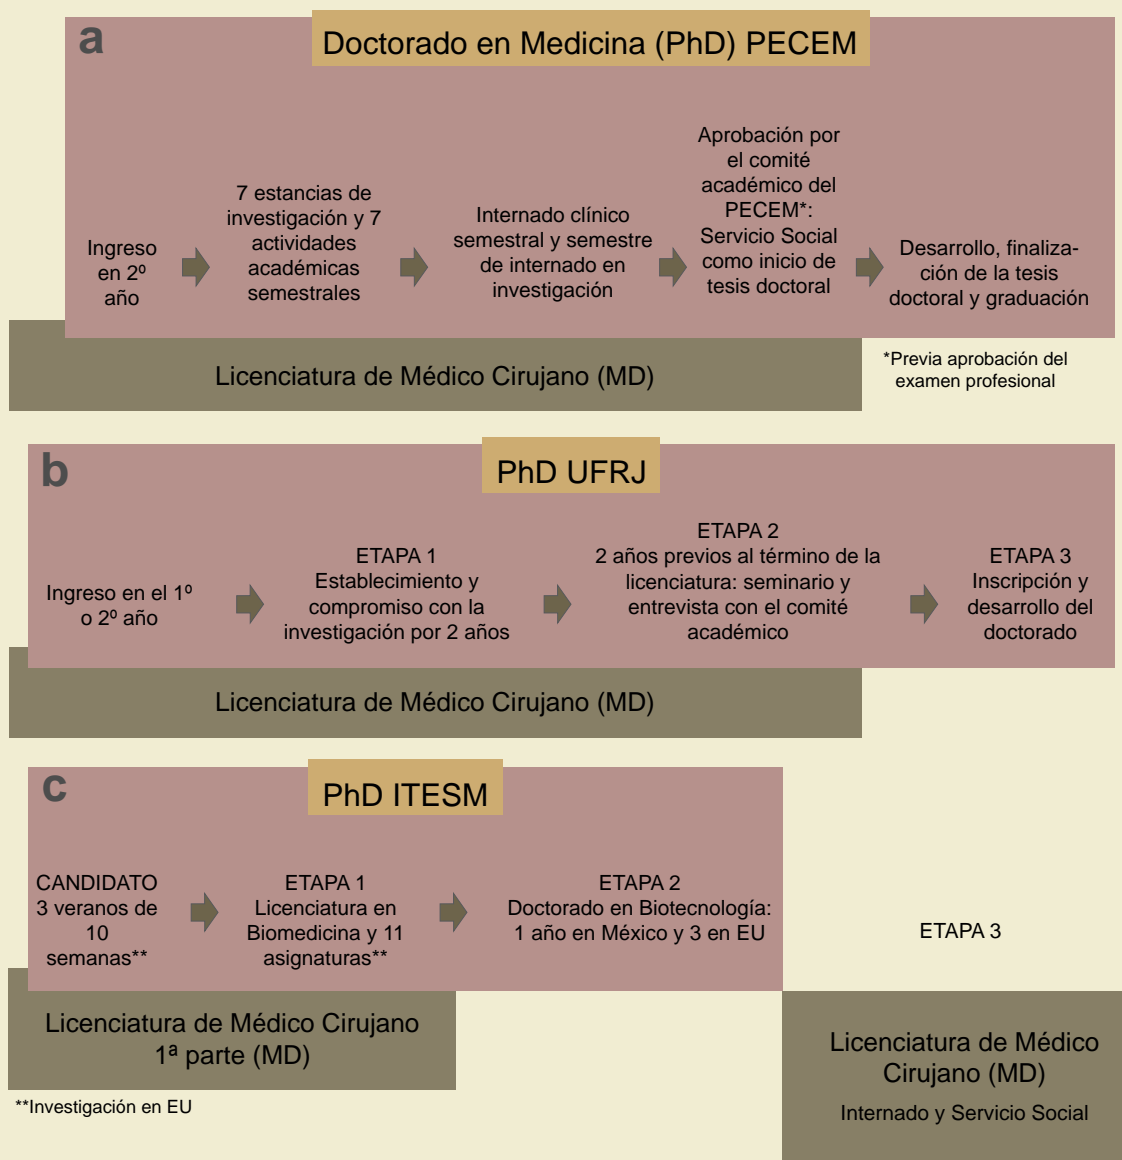 a
Doctorado en Medicina (PhD) PECEM
Ingreso
en 2º
año
7 estancias de
investigación y 7
actividades
académicas
semestrales
Internado clínico
semestral y semestre
de internado en
investigación
Aprobación por
el comité
académico del
PECEM*:
Servicio Social
como inicio de
tesis doctoral
Desarrollo, finaliza-
ción de la tesis
doctoral y graduación
Licenciatura de Médico Cirujano (MD)
*Previa aprobación del
examen profesional
b
PhD UFRJ
Ingreso en el 1º
o 2º año
ETAPA 1
Establecimiento y
compromiso con la
investigación por 2 años
ETAPA 2
2 años previos al término de la
licenciatura: seminario y
entrevista con el comité
académico
ETAPA 3
Inscripción y
desarrollo del
doctorado
Licenciatura de Médico Cirujano (MD)
c
PhD ITESM
CANDIDATO
3 veranos de
10
semanas**
ETAPA 1
Licenciatura en
Biomedicina y 11
asignaturas**
ETAPA 2
Doctorado en Biotecnología:
1 año en México y 3 en EU
ETAPA 3
Licenciatura de Médico Cirujano
1ª parte (MD)
Licenciatura de Médico
Cirujano (MD)
Internado y Servicio Social
**Investigación en EU